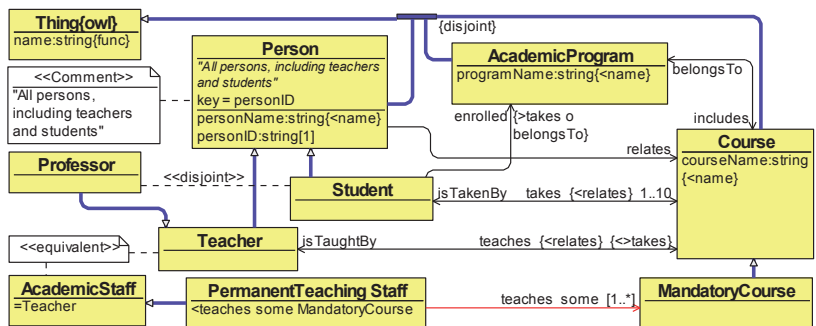 Thing{owl}
name:string{func}
{disjoint}
Person
"All persons, including teachers
and students"
key = personID
personName:string{<name}
personID:string[1]
<<Comment>>
"All persons,
including teachers
and students"
AcademicProgram
programName:string{<name}
belongsTo
enrolled {>takes o
belongsTo}
includes
relates
Course
courseName:string
{<name}
Professor
<<disjoint>>
Student
isTakenBy takes {<relates} 1..10
Teacher
isTaughtBy teaches {<relates} {<>takes}
<<equivalent>>
AcademicStaff
=Teacher
PermanentTeaching Staff
<teaches some MandatoryCourse
teaches some [1..*]
MandatoryCourse